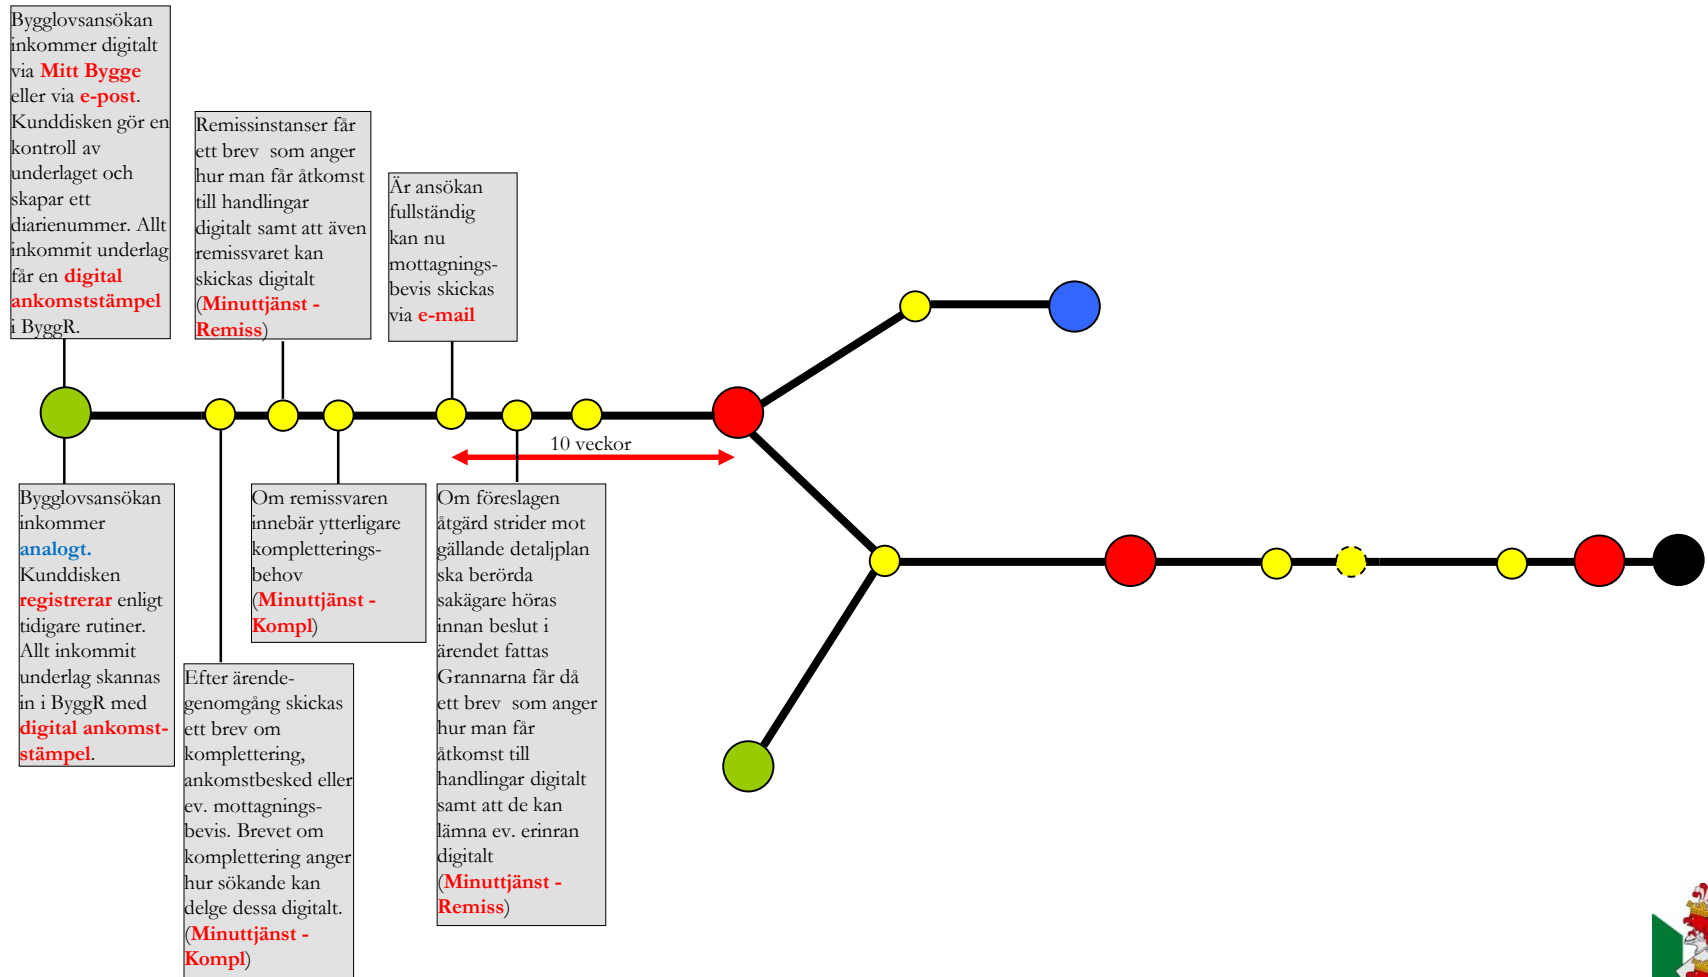 Bygglovsansökan
inkommer digitalt
via Mitt Bygge
eller via e-post.
Kunddisken gör en
kontroll av
underlaget och
skapar ett
diarienummer. Allt
inkommit underlag
får en digital
ankomststämpel
i ByggR.
Remissinstanser får
ett brev som anger
hur man får åtkomst
till handlingar
digitalt samt att även
remissvaret kan
skickas digitalt
(Minuttjänst -
Remiss)
Är ansökan
fullständig
kan nu
mottagnings-
bevis skickas
via e-mail
10 veckor
Bygglovsansökan
inkommer
analogt.
Kunddisken
registrerar enligt
tidigare rutiner.
Allt inkommit
underlag skannas
in i ByggR med
digital ankomst-
stämpel.
Efter ärende-
genomgång skickas
ett brev om
komplettering,
ankomstbesked eller
ev. mottagnings-
bevis. Brevet om
komplettering anger
hur sökande kan
delge dessa digitalt.
(Minuttjänst -
Kompl)
Om remissvaren
innebär ytterligare
kompletterings-
behov
(Minuttjänst -
Kompl)
Om föreslagen
åtgärd strider mot
gällande detaljplan
ska berörda
sakägare höras
innan beslut i
ärendet fattas
Grannarna får då
ett brev som anger
hur man får
åtkomst till
handlingar digitalt
samt att de kan
lämna ev. erinran
digitalt
(Minuttjänst -
Remiss)